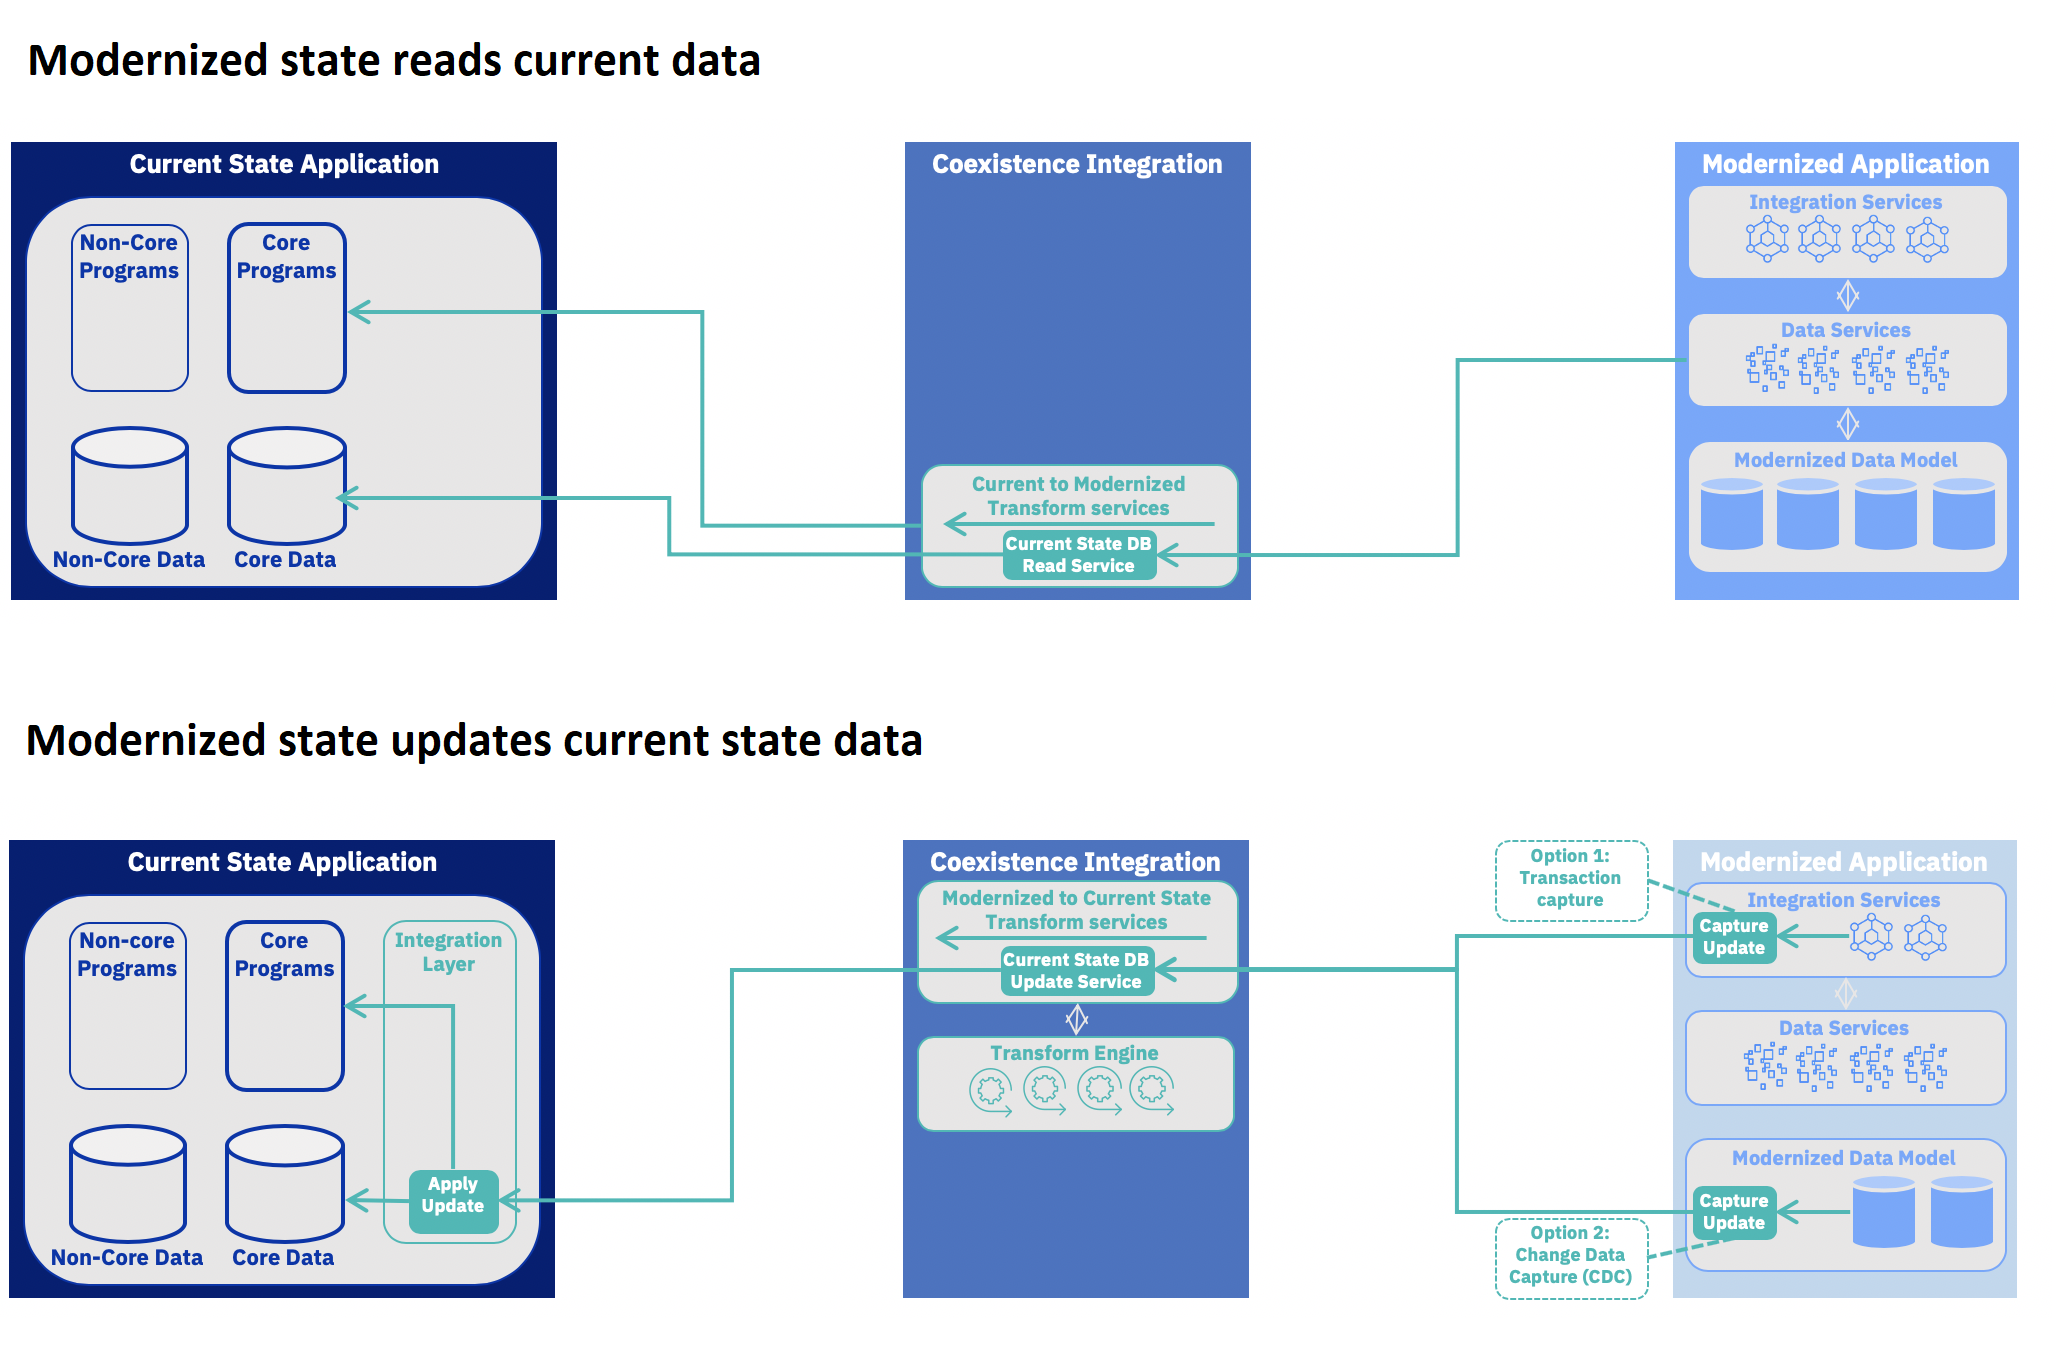 Modernized state reads current data
Current State Application
Non-Core
Programs
Core
Programs
Non-Core Data
Core Data
Coexistence Integration
Current to Modernized
Transform services
Current State DB
Read Service
Modernized Application
Integration Services
Data Services
Modernized Data Model
Modernized state updates current state data
Current State Application
Non-core
Programs
Core
Programs
Integration
Layer
Apply
Update
Non-Core Data
Core Data
Coexistence Integration
Modernized to Current State
Transform services
Current State DB
Update Service
Transform Engine
Option 1:
Transaction
capture
Modernized Application
Integration Services
Capture
Update
Data Services
Modernized Data Model
Capture
Update
Option 2:
Change Data
Capture (CDC)